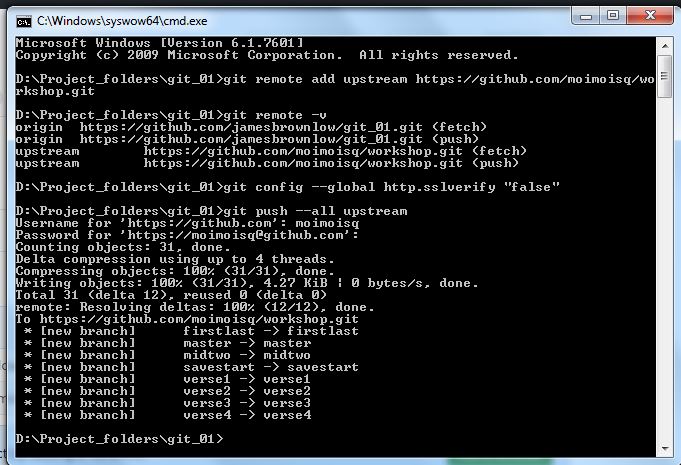 C:\Windows\syswow64\cmd.exe
Microsoft Windows [Version 6.1.7601]
Copyright (c) 2009 Microsoft Corporation.  All rights reserved.
D:\Project_folders\git_01>git remote add upstream https://github.com/moimoisq/wo
rkshop.git
D:\Project_folders\git_01>git remote -v
origin  https://github.com/jamesbrownlow/git_01.git (fetch)
origin  https://github.com/jamesbrownlow/git_01.git (push)
upstream        https://github.com/moimoisq/workshop.git (fetch)
upstream        https://github.com/moimoisq/workshop.git (push)
D:\Project_folders\git_01>git config --global http.sslverify "false"
D:\Project_folders\git_01>git push --all upstream
Username for 'https://github.com': moimoisq
Password for 'https://moimoisq@github.com':
Counting objects: 31, done.
Delta compression using up to 4 threads.
Compressing objects: 100% (31/31), done.
Writing objects: 100% (31/31), 4.27 KiB | 0 bytes/s, done.
Total 31 (delta 12), reused 0 (delta 0)
remote: Resolving deltas: 100% (12/12), done.
To https://github.com/moimoisq/workshop.git
 * [new branch]      firstlast -> firstlast
 * [new branch]      master -> master
 * [new branch]      midtwo -> midtwo
 * [new branch]      savestart -> savestart
 * [new branch]      verse1 -> verse1
 * [new branch]      verse2 -> verse2
 * [new branch]      verse3 -> verse3
 * [new branch]      verse4 -> verse4
D:\Project_folders\git_01>